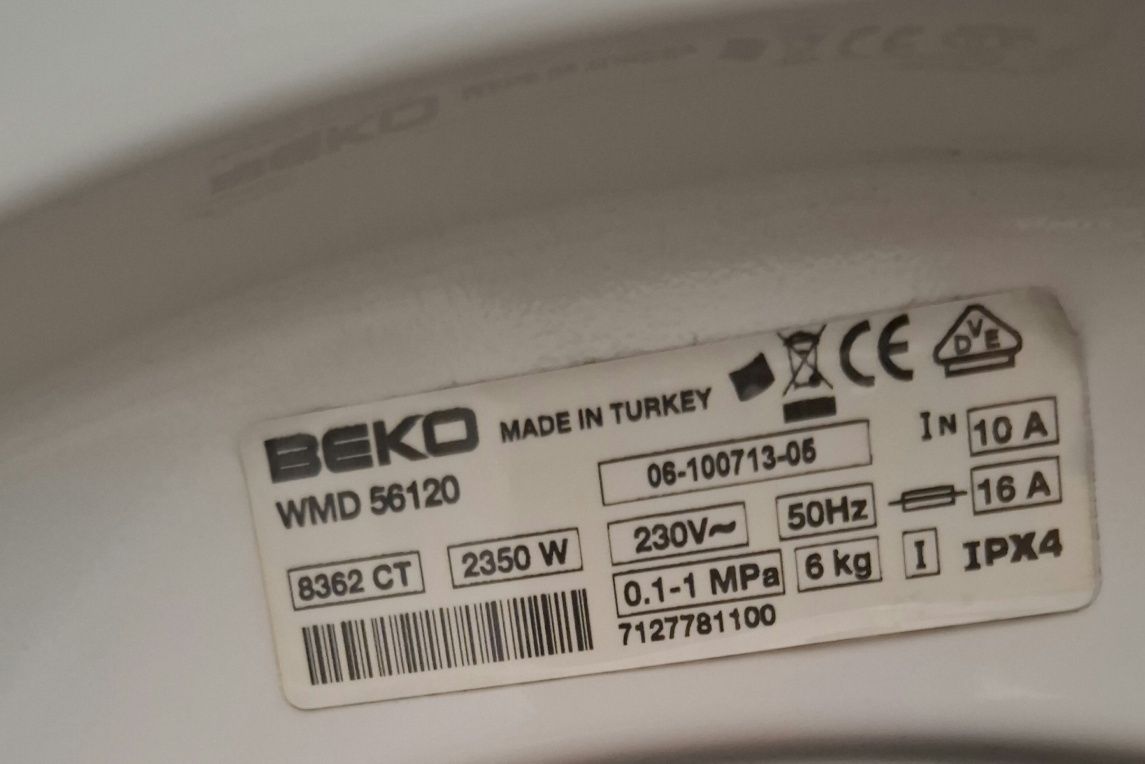 BEKO MADE IN TURKEY CE DVE
WMD 56120 06-100713-05 IN 10 A
8362 CT 2350 W 230V~ 50Hz 16 A
0.1-1 MPa 6 kg I IPX4
7127781100